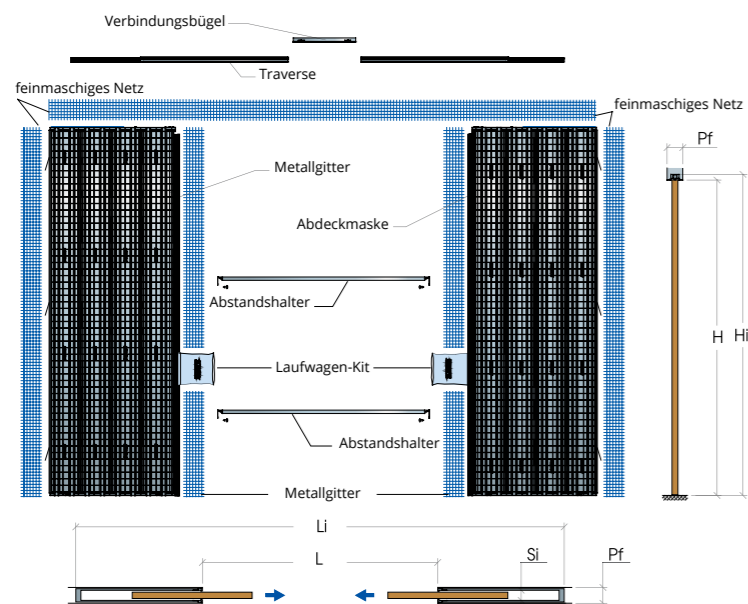 Verbindungsbügel
Traverse
feinmaschiges Netz
feinmaschiges Netz
Pf
Metallgitter
Abdeckmaske
Abstandshalter
H
Hi
Laufwagen-Kit
Abstandshalter
Metallgitter
Li
L
Si
Pf